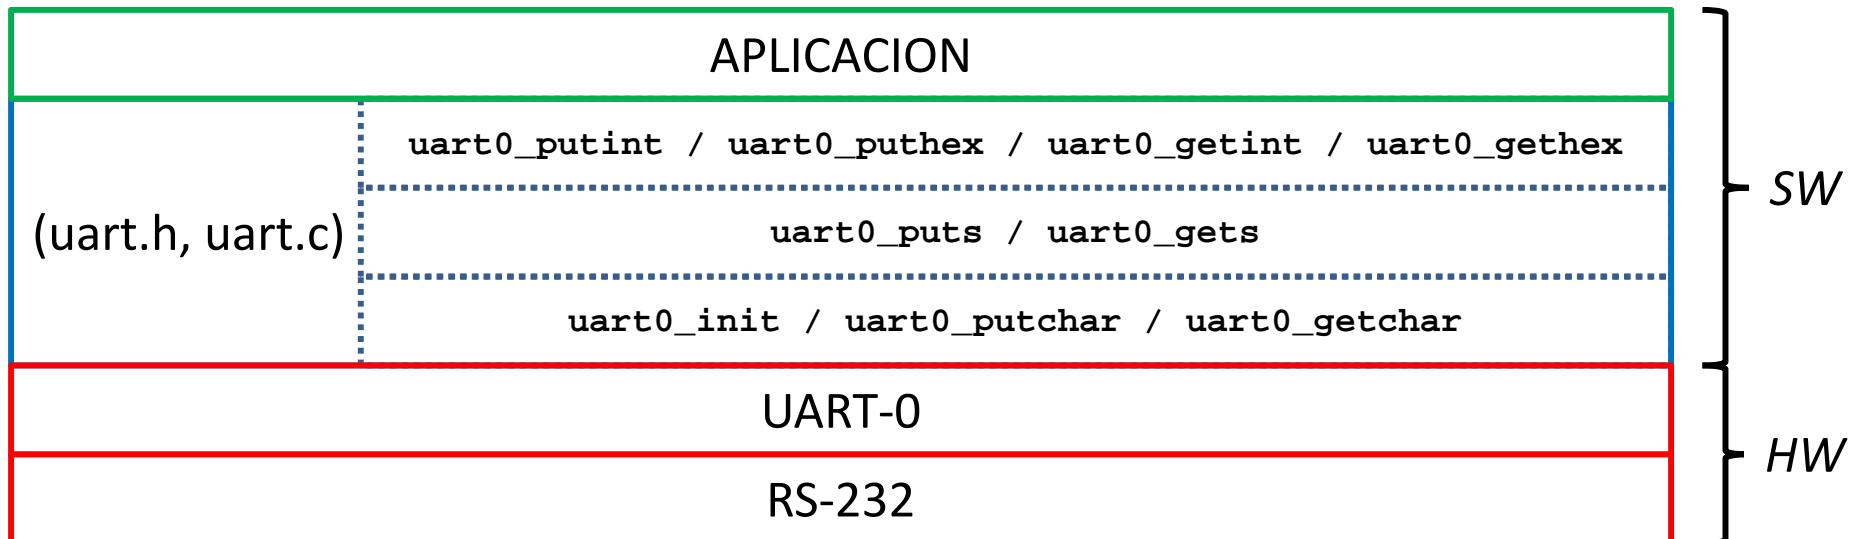 APLICACION
uart0_putint / uart0_puthex / uart0_getint / uart0_gethex
SW
(uart.h, uart.c)
uart0_puts / uart0_gets
uart0_init / uart0_putchar / uart0_getchar
UART-0
HW
RS-232